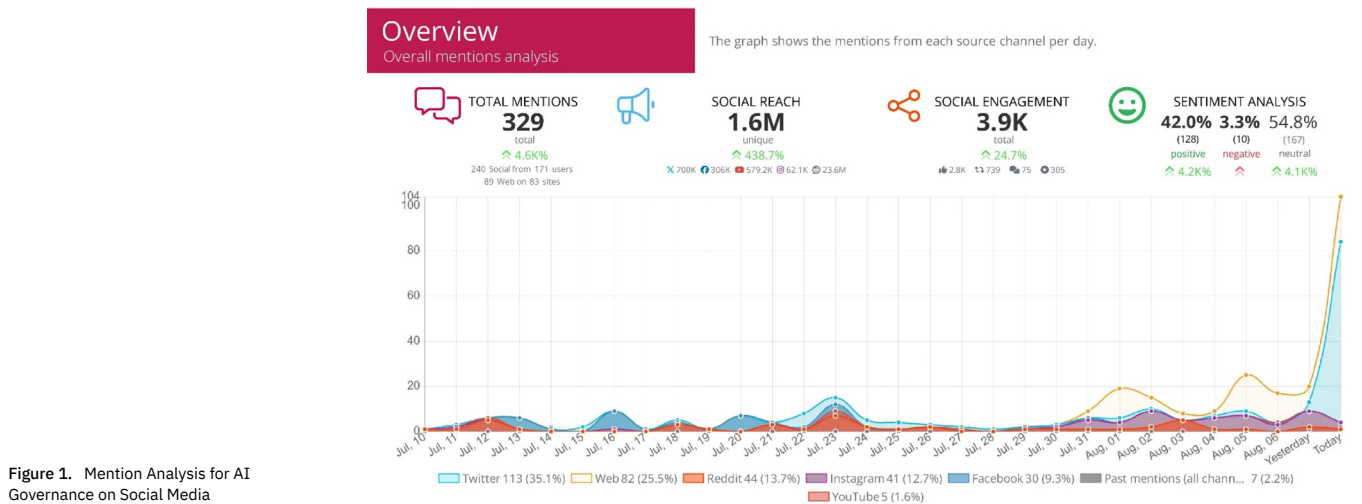 Overview
Overall mentions analysis
The graph shows the mentions from each source channel per day.
TOTAL MENTIONS
329
total
4.6K%
240 Social from 171 users
89 Web on 83 sites
SOCIAL REACH
1.6M
unique
438.7%
700K 306K 579.2K 62.1K 23.6M
SOCIAL ENGAGEMENT
3.9K
total
24.7%
2.8K 739 75 305
SENTIMENT ANALYSIS
42.0% 3.3% 54.8%
(128) (10) (167)
positive negative neutral
4.2K% 4.1K%
104
100
80
60
40
20
0
Jul, 10 Jul, 11 Jul, 12 Jul, 13 Jul, 14 Jul, 15 Jul, 16 Jul, 17 Jul, 18 Jul, 19 Jul, 20 Jul, 21 Jul, 22 Jul, 23 Jul, 24 Jul, 25 Jul, 26 Jul, 27 Jul, 28 Jul, 29 Jul, 30 Jul, 31 Aug, 01 Aug, 02 Aug, 03 Aug, 04 Aug, 05 Aug, 06 Yesterday Today
Twitter 113 (35.1%) Web 82 (25.5%) Reddit 44 (13.7%) Instagram 41 (12.7%) Facebook 30 (9.3%) Past mentions (all chann... 7 (2.2%)
YouTube 5 (1.6%)
Figure 1. Mention Analysis for AI
Governance on Social Media